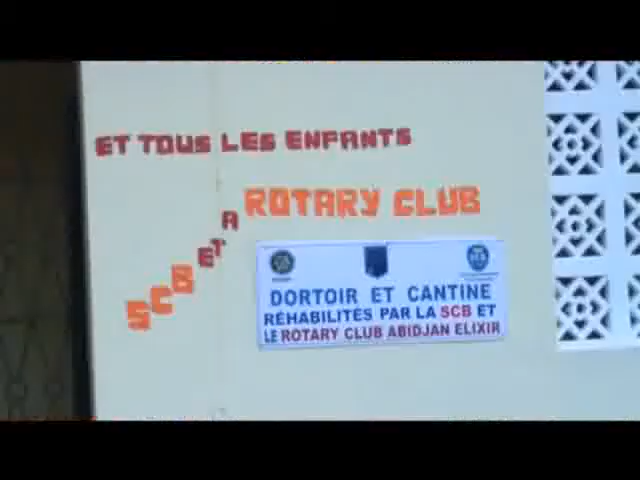 ET TOUS LES ENFANTS
A ROTARY CLUB
SCB ET
DORTOIR ET CANTINE
RÉHABILITÉS PAR LA SCB ET
LE ROTARY CLUB ABIDJAN ELIXIR